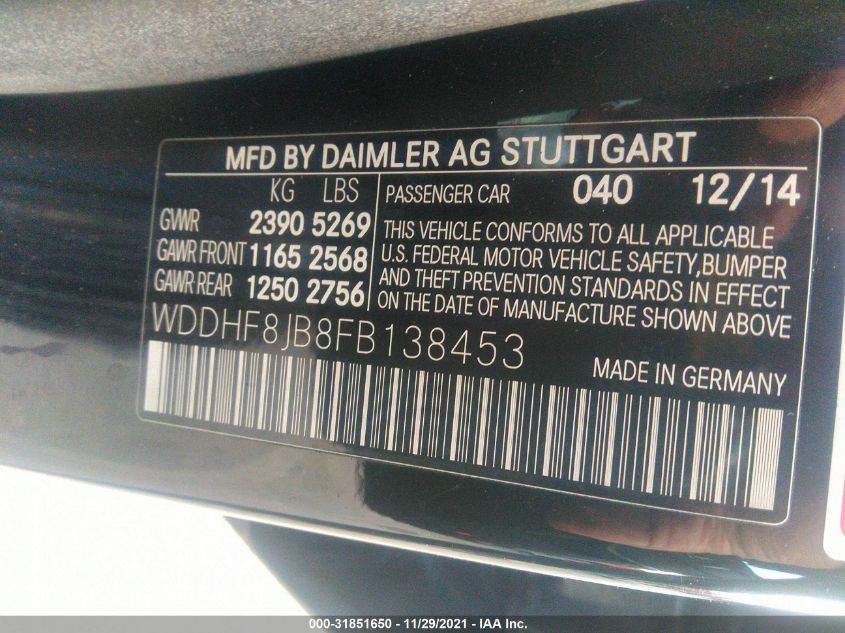 MFD BY DAIMLER AG STUTTGART
KG LBS
GVWR 2390 5269
GAWR FRONT 1165 2568
GAWR REAR 1250 2756
PASSENGER CAR 040 12/14
THIS VEHICLE CONFORMS TO ALL APPLICABLE
U.S. FEDERAL MOTOR VEHICLE SAFETY,BUMPER
AND THEFT PREVENTION STANDARDS IN EFFECT
ON THE DATE OF MANUFACTURE SHOWN ABOVE
WDDHF8JB8FB138453
MADE IN GERMANY
000-31851650 - 11/29/2021 - IAA Inc.